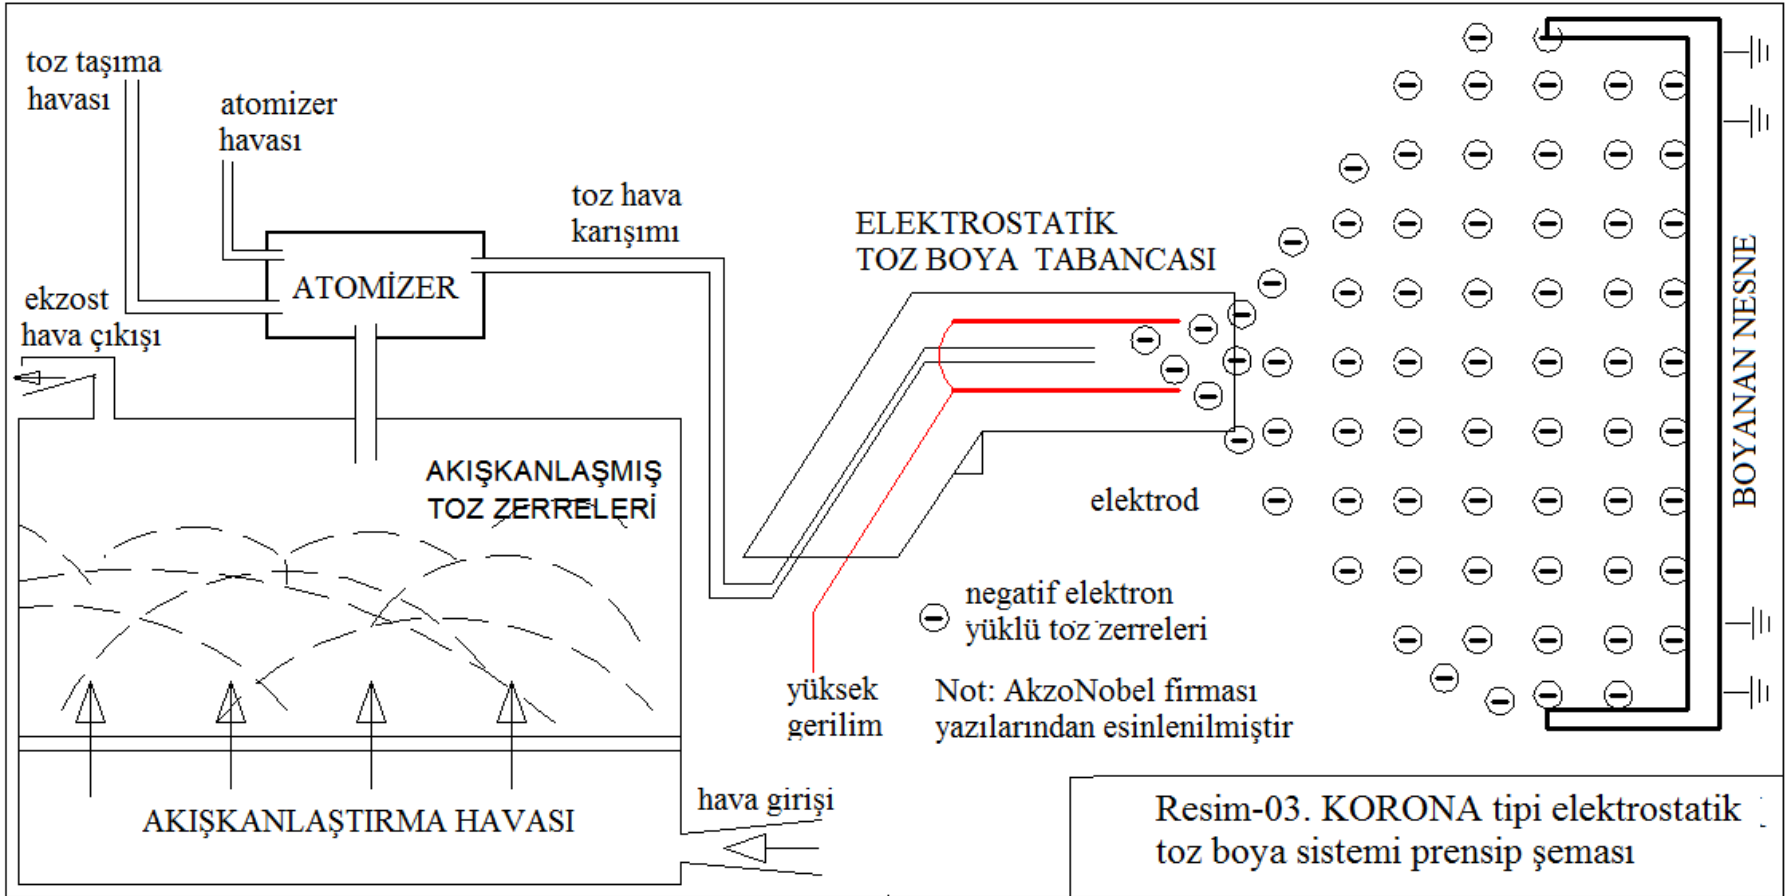 toz taşıma
havası
atomizer
havası
toz hava
karışımı
ATOMİZER
ekzost
hava çıkışı
ELEKTROSTATİK
TOZ BOYA TABANCASI
AKIŞKANLAŞMIŞ
TOZ ZERRELERİ
elektrod
negatif elektron
yüklü toz zerreleri
yüksek
gerilim
Not: AkzoNobel firması
yazılarından esinlenilmiştir
BOYANAN NESNE
AKIŞKANLAŞTIRMA HAVASI
hava girişi
Resim-03. KORONA tipi elektrostatik
toz boya sistemi prensip şeması